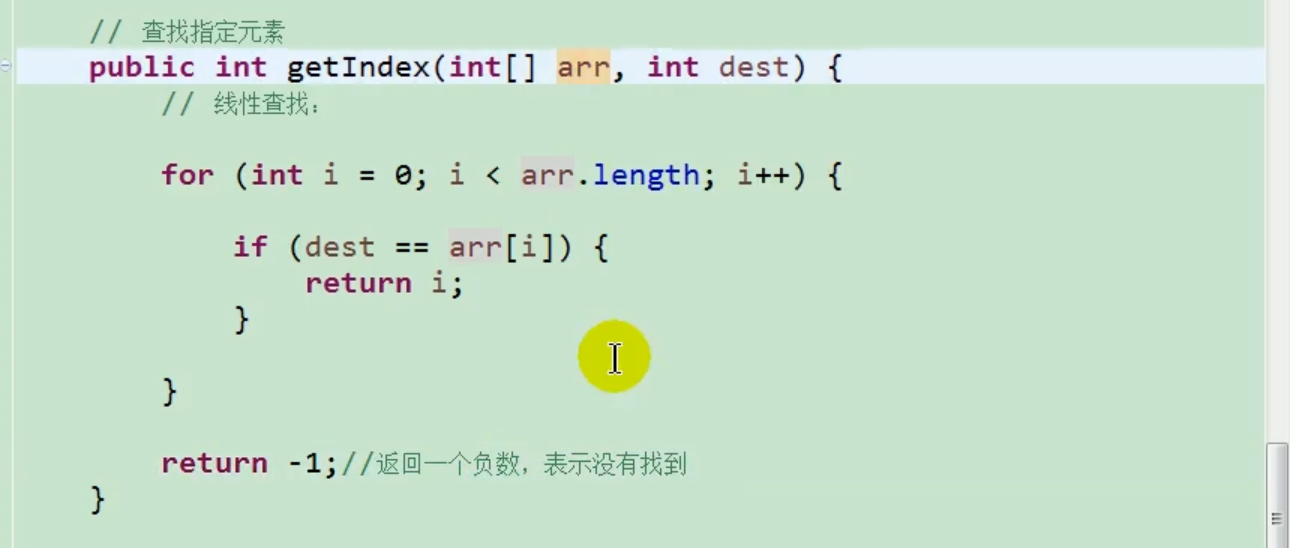 // 查找指定元素
public int getIndex(int[] arr, int dest) {
// 线性查找：
for (int i = 0; i < arr.length; i++) {
if (dest == arr[i]) {
return i;
}
}
return -1;//返回一个负数，表示没有找到
}